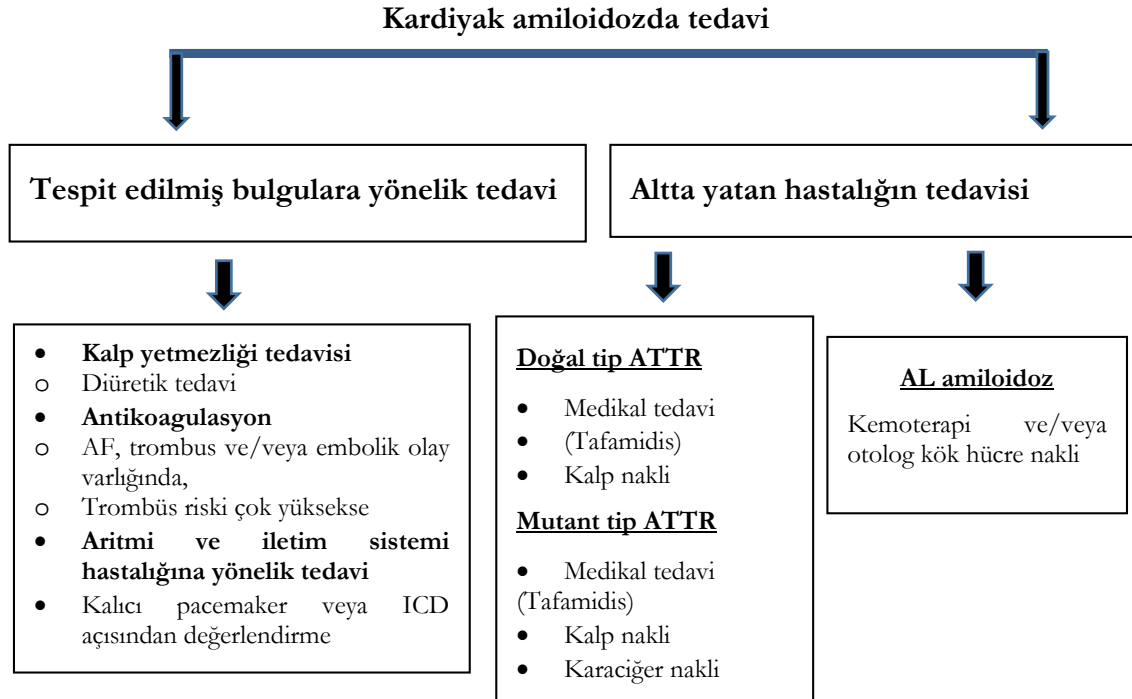 Kardiyak amiloidozda tedavi
Tespit edilmiş bulgulara yönelik tedavi
Altta yatan hastalığın tedavisi
• Kalp yetmezliği tedavisi
o Diüretik tedavi
• Antikoagulasyon
o AF, trombus ve/veya embolik olay
varlığında,
o Trombüs riski çok yüksekse
• Aritmi ve iletim sistemi
hastalığına yönelik tedavi
• Kalıcı pacemaker veya ICD
açısından değerlendirme
Doğal tip ATTR
• Medikal tedavi
• (Tafamidis)
• Kalp nakli
Mutant tip ATTR
• Medikal tedavi
(Tafamidis)
• Kalp nakli
• Karaciğer nakli
AL amiloidoz
Kemoterapi ve/veya
otolog kök hücre nakli